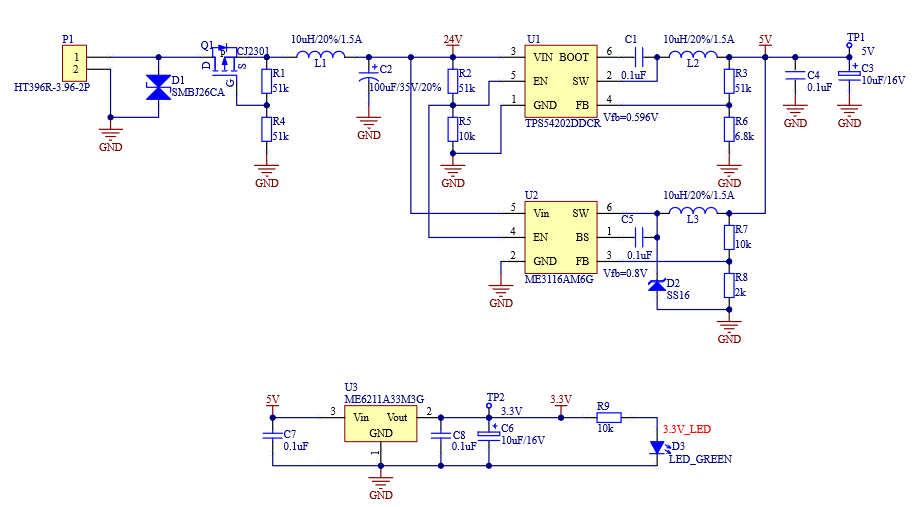 P1
1
2
HT396R-3.96-2P
D1
SMBJ26CA
GND
Q1
P
CJ2301
D
S
G
R1
51k
R4
51k
GND
10uH/20%/1.5A
L1
C2
100uF/35V/20%
GND
24V
R2
51k
R5
10k
GND
U1
3 VIN BOOT 6
5 EN SW 2
1 GND FB 4
TPS54202DDCR
Vfb=0.596V
C1
0.1uF
10uH/20%/1.5A
L2
R3
51k
R6
6.8k
GND
5V
C4
0.1uF
GND
TP1
5V
C3
10uF/16V
GND
U2
5 Vin SW 6
4 EN BS 1
2 GND FB 3
ME3116AM6G
Vfb=0.8V
GND
C5
0.1uF
10uH/20%/1.5A
L3
R7
10k
R8
2k
D2
SS16
GND
5V
C7
0.1uF
U3
ME6211A33M3G
3 Vin Vout 2
GND
1
GND
C8
0.1uF
TP2
3.3V
C6
10uF/16V
3.3V
R9
10k
3.3V_LED
D3
LED_GREEN